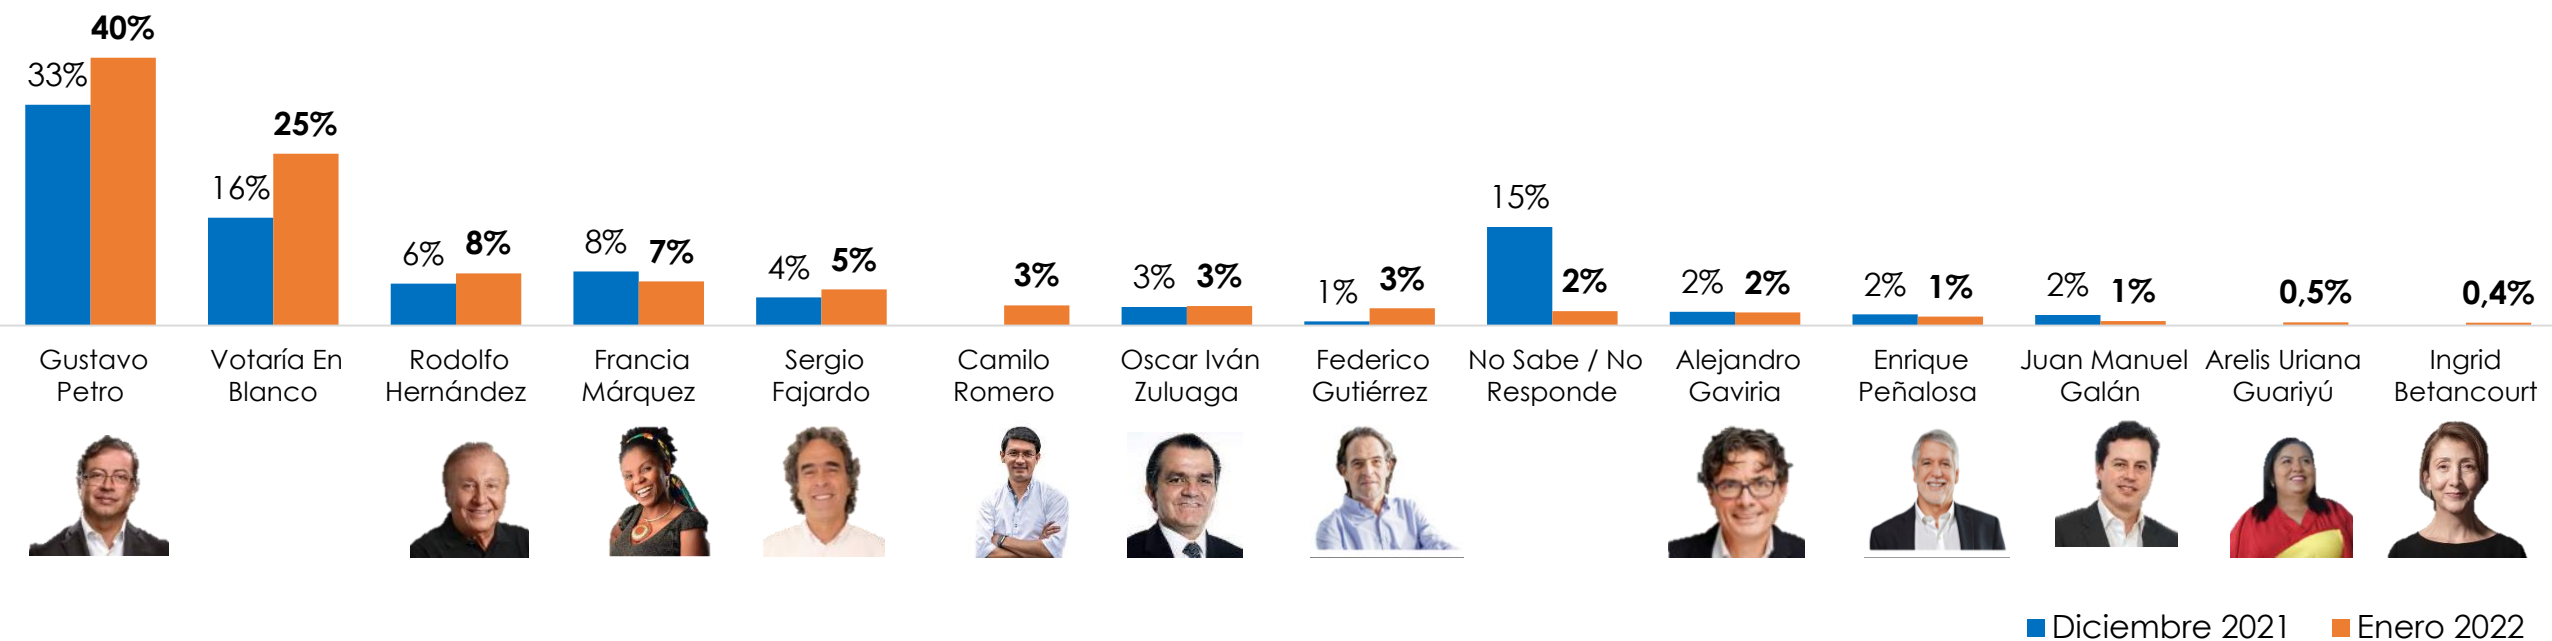 33% 40%
16% 25%
6% 8%
8% 7%
4% 5%
3%
3% 3%
1% 3%
15% 2%
2% 2%
2% 1%
2% 1%
0,5%
0,4%
Gustavo
Petro
Votaría En
Blanco
Rodolfo
Hernández
Francia
Márquez
Sergio
Fajardo
Camilo
Romero
Oscar Iván
Zuluaga
Federico
Gutiérrez
No Sabe / No
Responde
Alejandro
Gaviria
Enrique
Peñalosa
Juan Manuel
Galán
Arelis Uriana
Guariyú
Ingrid
Betancourt
Diciembre 2021
Enero 2022